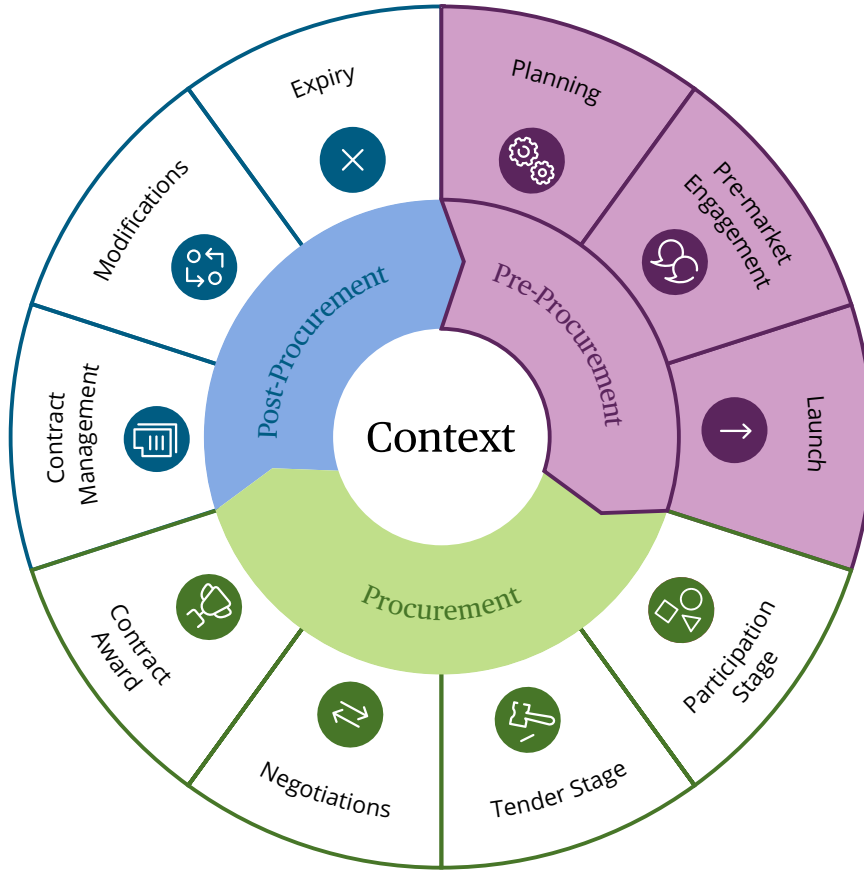 Planning
Pre-market
Engagement
Launch
Participation
Stage
Tender Stage
Negotiations
Contract
Award
Contract
Management
Modifications
Expiry
Pre-Procurement
Procurement
Post-Procurement
Context